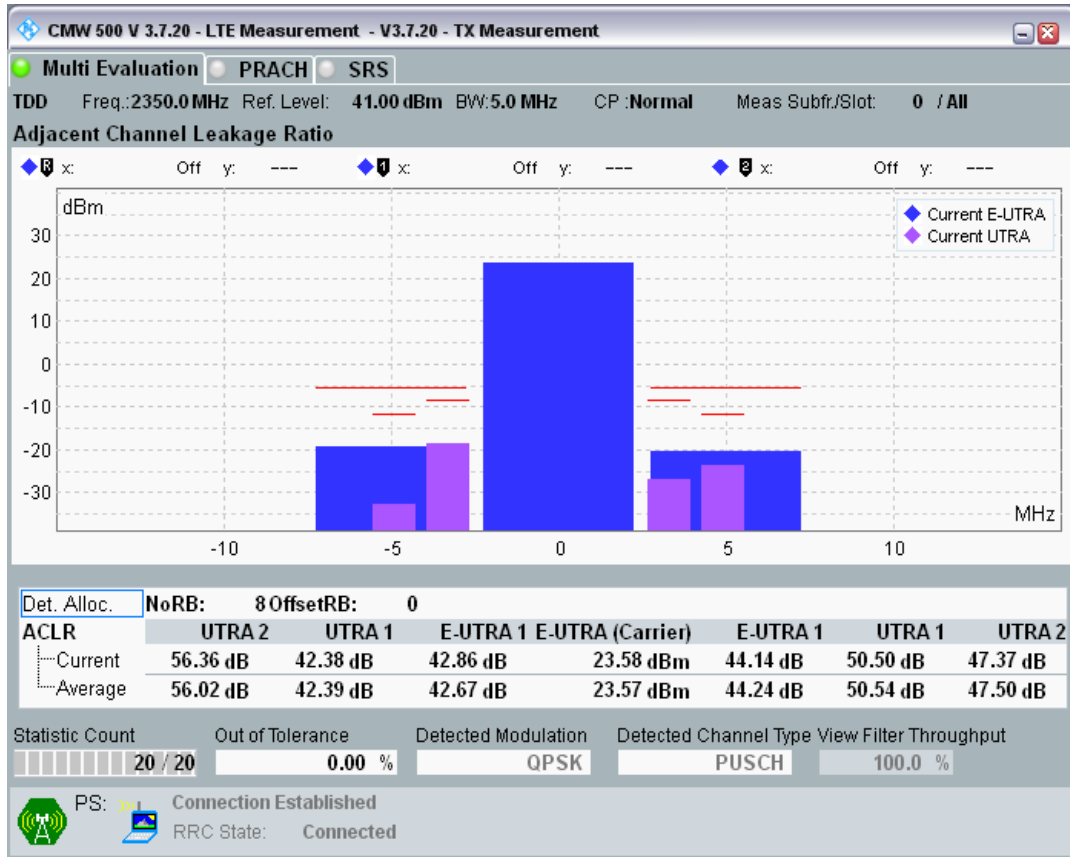 CMW 500 V 3.7.20 - LTE Measurement - V3.7.20 - TX Measurement
Multi Evaluation PRACH SRS
TDD Freq.:2350.0 MHz Ref. Level: 41.00 dBm BW:5.0 MHz CP :Normal Meas Subfr./Slot: 0 / All
Adjacent Channel Leakage Ratio
R x: Off y: --- 1 x: Off y: --- 2 x: Off y: ---
dBm
Current E-UTRA
Current UTRA
30
20
10
0
-10
-20
-30
MHz
-10 -5 0 5 10
Det. Alloc. NoRB: 8 OffsetRB: 0
ACLR UTRA 2 UTRA 1 E-UTRA 1 E-UTRA (Carrier) E-UTRA 1 UTRA 1 UTRA 2
Current 56.36 dB 42.38 dB 42.86 dB 23.58 dBm 44.14 dB 50.50 dB 47.37 dB
Average 56.02 dB 42.39 dB 42.67 dB 23.57 dBm 44.24 dB 50.54 dB 47.50 dB
Statistic Count Out of Tolerance Detected Modulation Detected Channel Type View Filter Throughput
20 / 20 0.00 % QPSK PUSCH 100.0 %
PS: Connection Established
RRC State: Connected